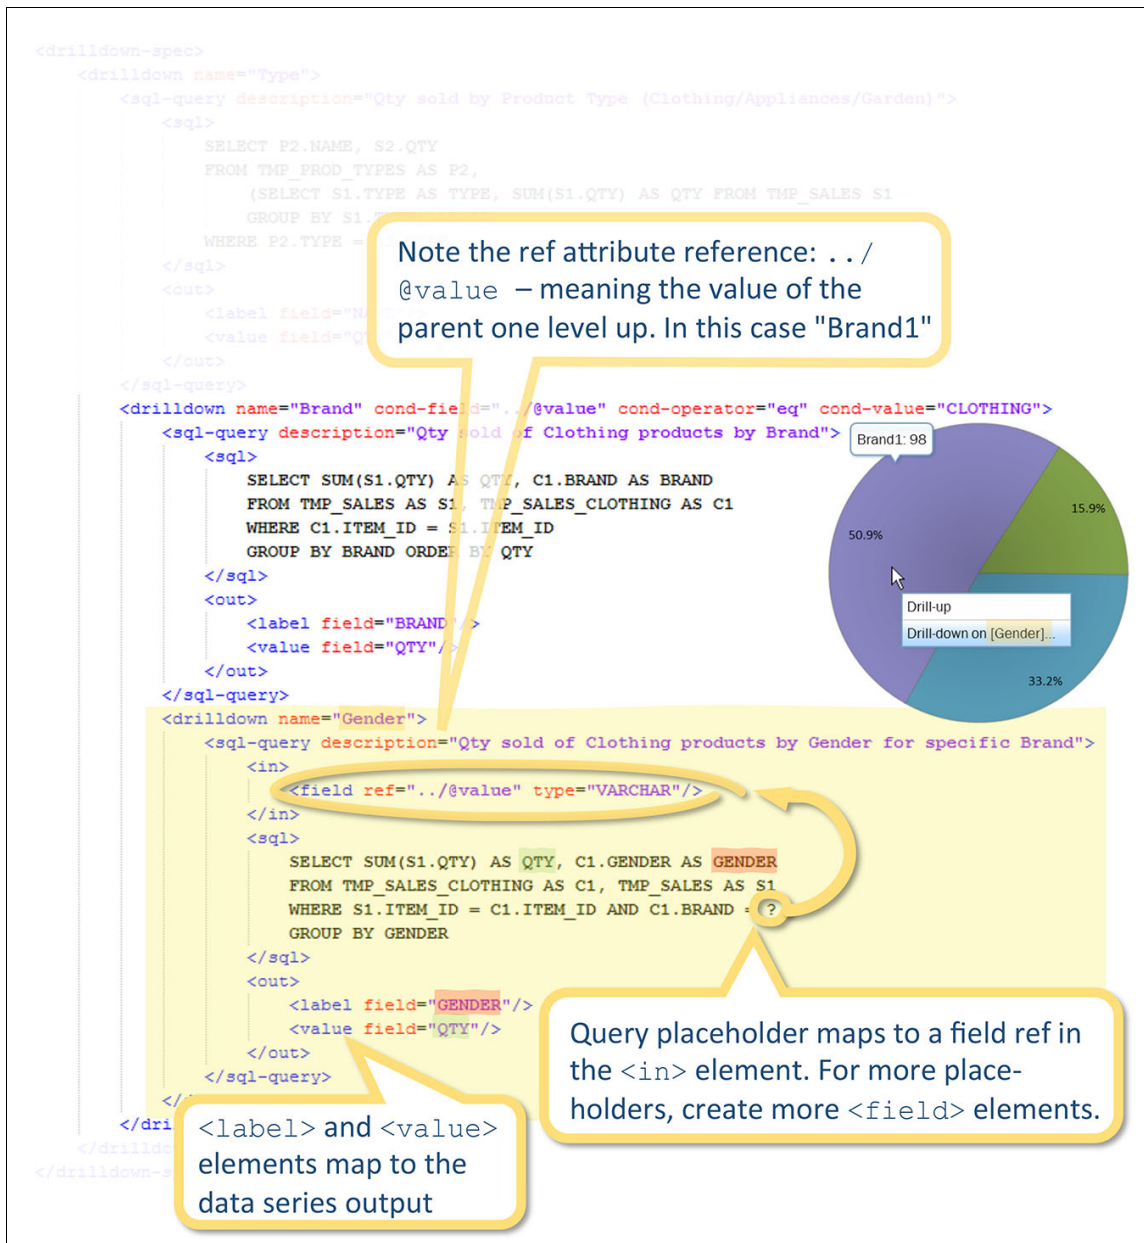 <drilldown-spec>
<drilldown name="Type">
<sql-query description="Qty sold by Product Type (Clothing/Appliances/Garden)">
<sql>
SELECT P2.NAME, S2.QTY
FROM TMP_PROD_TYPES AS P2,
(SELECT S1.TYPE AS TYPE, SUM(S1.QTY) AS QTY FROM TMP_SALES S1
GROUP BY S1.
WHERE P2.TYPE =
</sql>
<out>
<label field="
<value field="
</out>
</sql-query>
Note the ref attribute reference: ../
@value – meaning the value of the
parent one level up. In this case "Brand1"
<drilldown name="Brand" cond-field="../@value" cond-operator="eq" cond-value="CLOTHING">
<sql-query description="Qty sold of Clothing products by Brand">
<sql>
SELECT SUM(S1.QTY) AS QTY, C1.BRAND AS BRAND
FROM TMP_SALES AS S1, TMP_SALES_CLOTHING AS C1
WHERE C1.ITEM_ID = S1.ITEM_ID
GROUP BY BRAND ORDER BY QTY
</sql>
<out>
<label field="BRAND"/>
<value field="QTY"/>
</out>
</sql-query>
Brand1: 98
15.9%
50.9%
Drill-up
Drill-down on [Gender]...
33.2%
<drilldown name="Gender">
<sql-query description="Qty sold of Clothing products by Gender for specific Brand">
<in>
<field ref="../@value" type="VARCHAR"/>
</in>
<sql>
SELECT SUM(S1.QTY) AS QTY, C1.GENDER AS GENDER
FROM TMP_SALES_CLOTHING AS C1, TMP_SALES AS S1
WHERE S1.ITEM_ID = C1.ITEM_ID AND C1.BRAND = ?
GROUP BY GENDER
</sql>
<out>
<label field="GENDER"/>
<value field="QTY"/>
</out>
</sql-query>
</dri
Query placeholder maps to a field ref in
the <in> element. For more place-
holders, create more <field> elements.
<label> and <value>
elements map to the
data series output